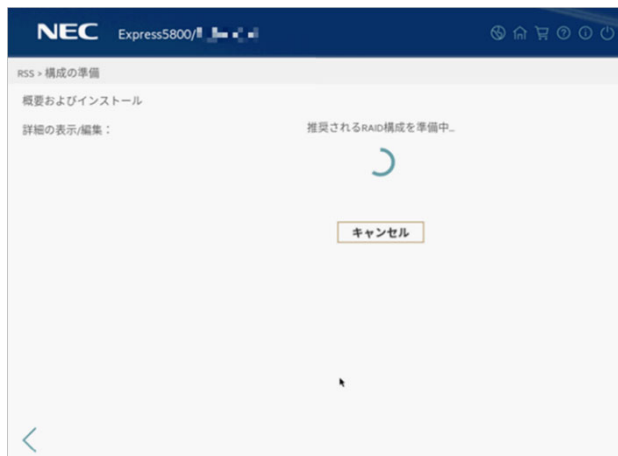 NEC Express5800/
RSS > 構成の準備
概要およびインストール
詳細の表示/編集：
推奨されるRAID構成を準備中...
キャンセル